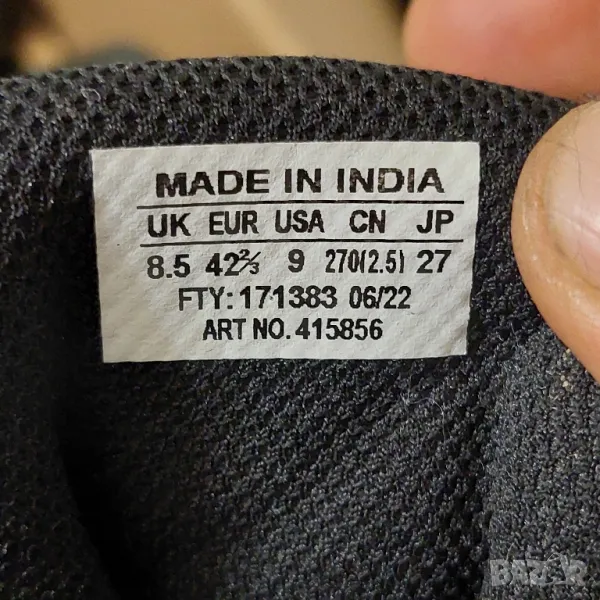 MADE IN INDIA
UK EUR USA CN JP
8.5 42⅔ 9 270(2.5) 27
FTY: 171383 06/22
ART NO. 415856
BAZAR